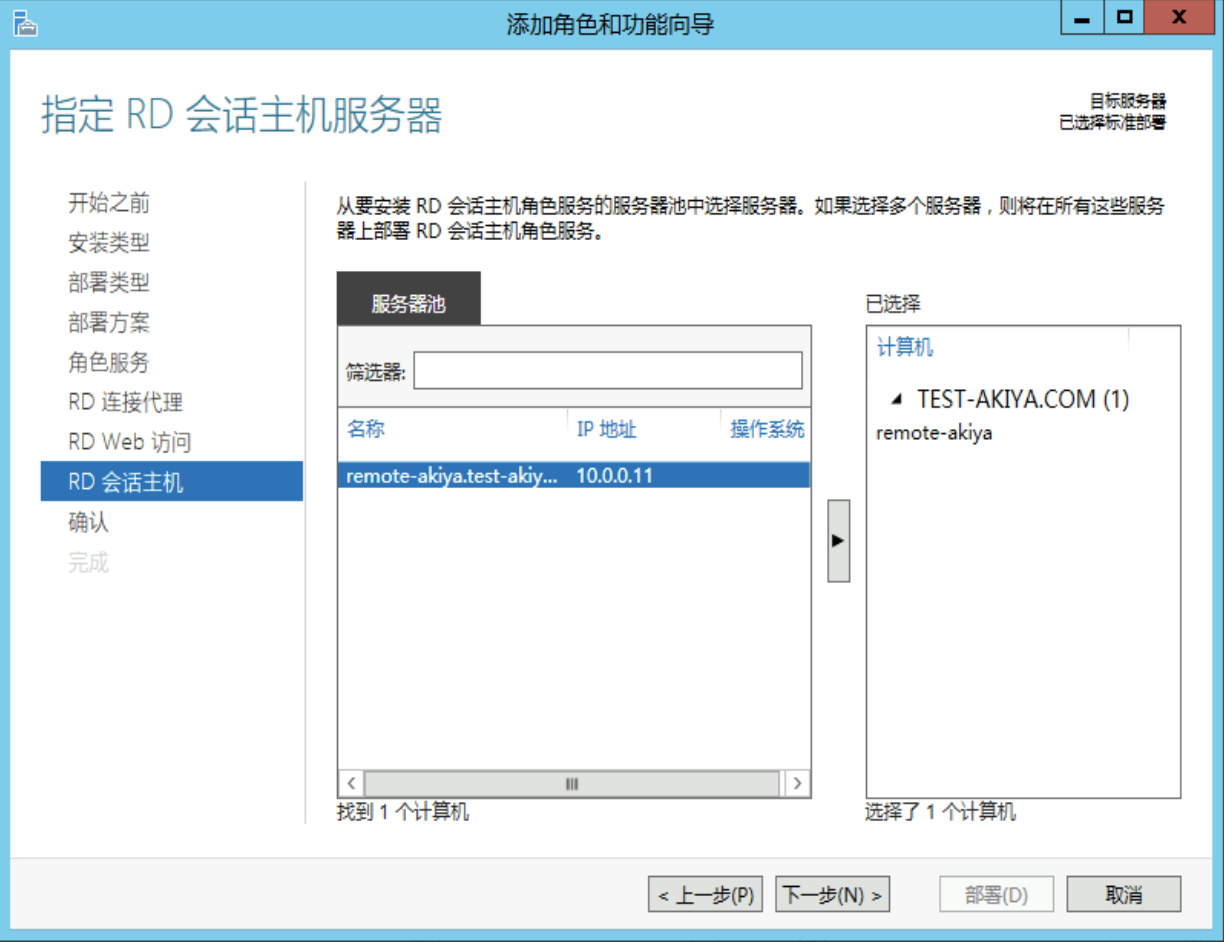 添加角色和功能向导
指定 RD 会话主机服务器
目标服务器
已选择标准部署
开始之前
安装类型
部署类型
部署方案
角色服务
RD 连接代理
RD Web 访问
RD 会话主机
确认
完成
从要安装 RD 会话主机角色服务的服务器池中选择服务器。如果选择多个服务器，则将在所有这些服务
器上部署 RD 会话主机角色服务。
服务器池
筛选器:
名称 IP 地址 操作系统
remote-akiya.test-akiy... 10.0.0.11
找到 1 个计算机
已选择
计算机
TEST-AKIYA.COM (1)
remote-akiya
选择了 1 个计算机
< 上一步(P) 下一步(N) > 部署(D) 取消